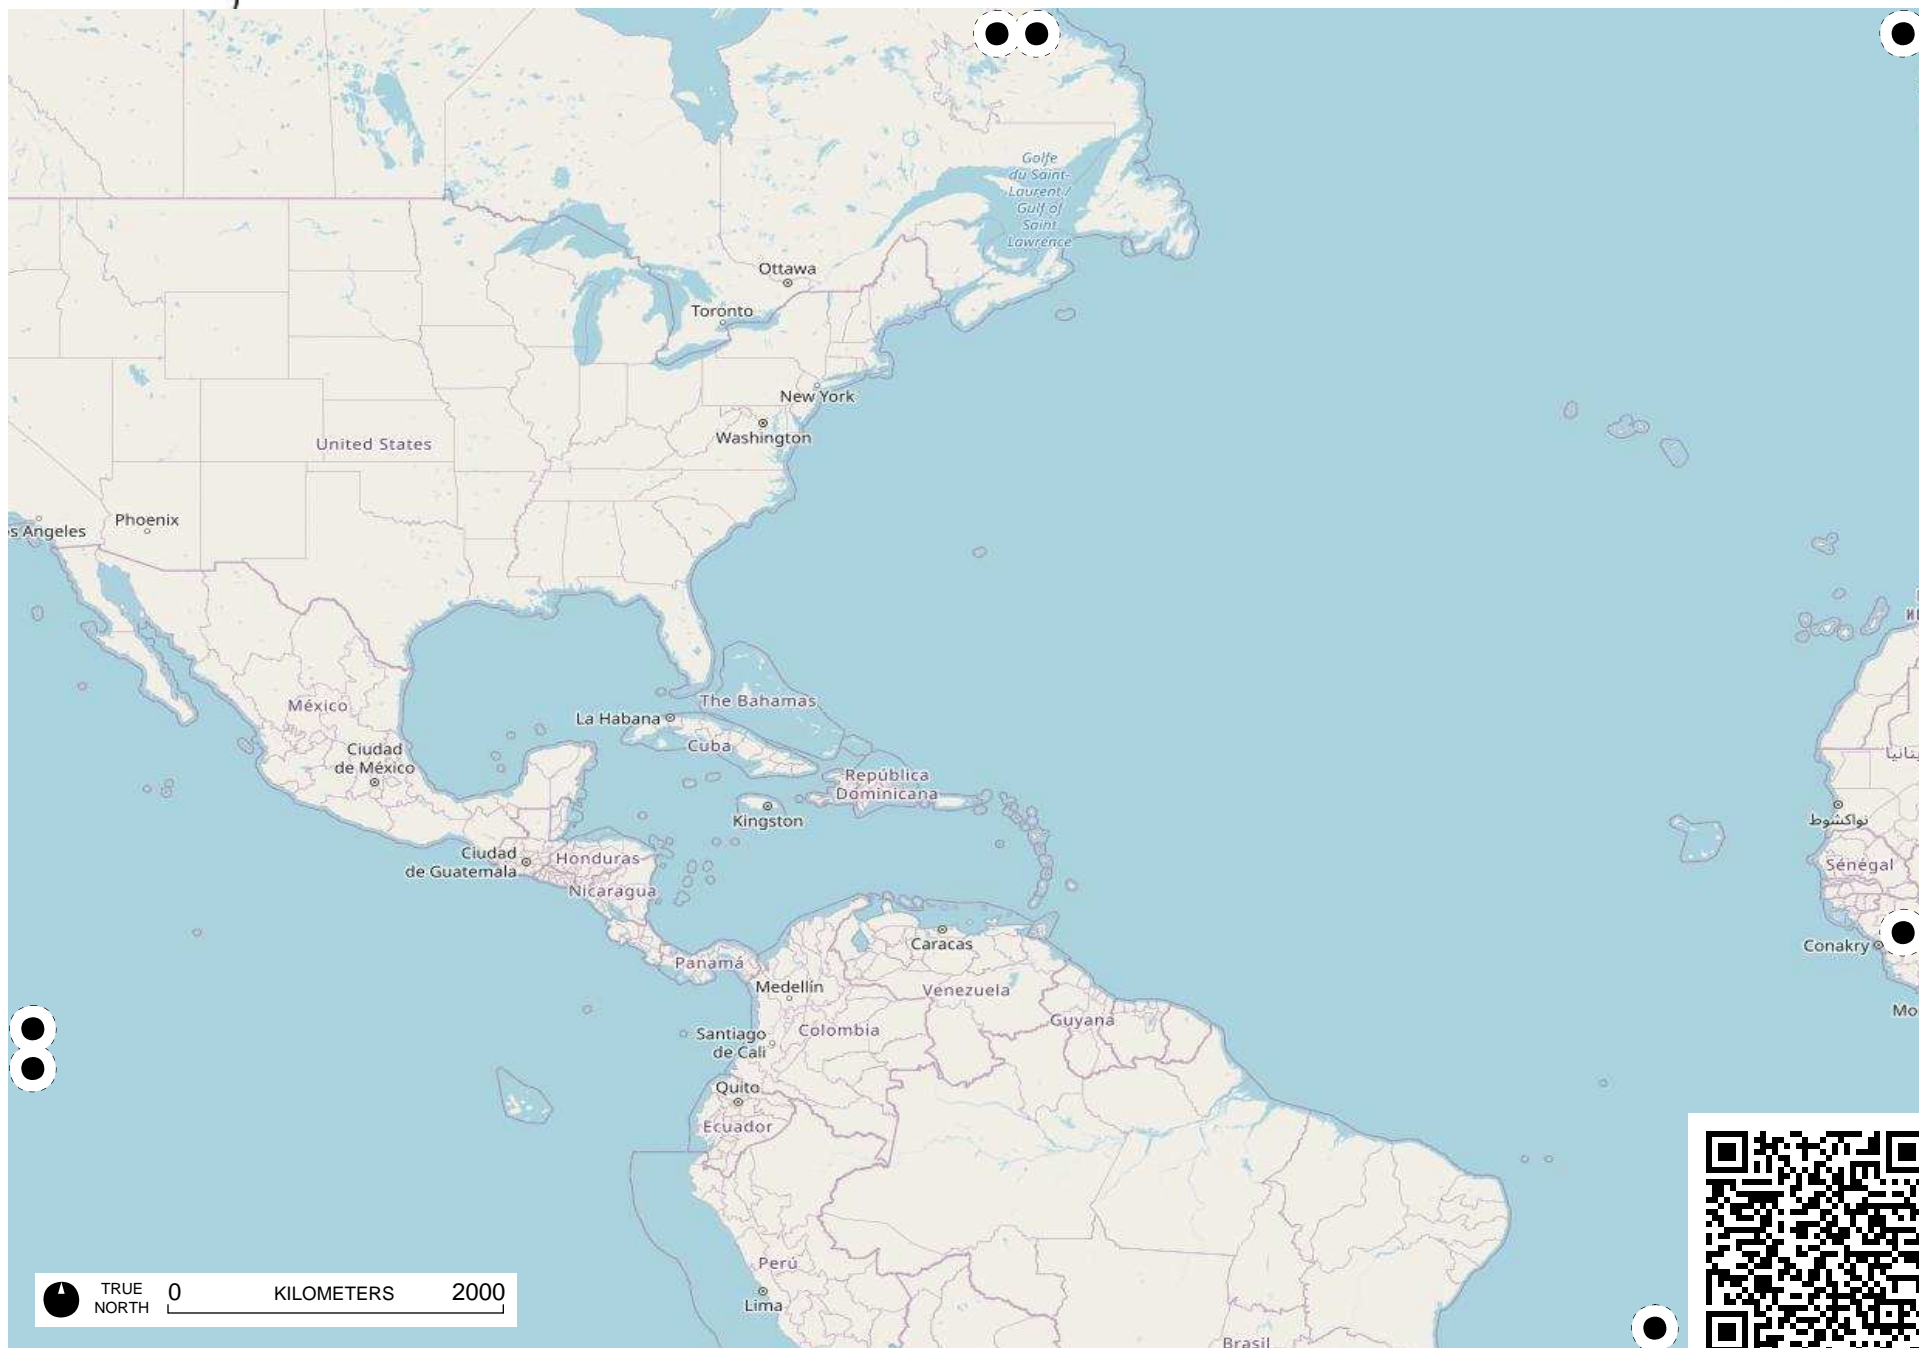 Golfe
du Saint-
Laurent /
Gulf of
Saint
Lawrence
Ottawa
Toronto
New York
Washington
United States
Phoenix
s Angeles
México
Ciudad
de México
La Habana
The Bahamas
Cuba
República
Dominicana
Kingston
Ciudad
de Guatemala
Honduras
Nicaragua
نواكشوط
Sénégal
Conakry
Caracas
Panamá
Medellín
Venezuela
Colombia
Guyana
Santiago
de Cali
Quito
Ecuador
Perú
Lima
Brasil
TRUE
NORTH
0 KILOMETERS 2000